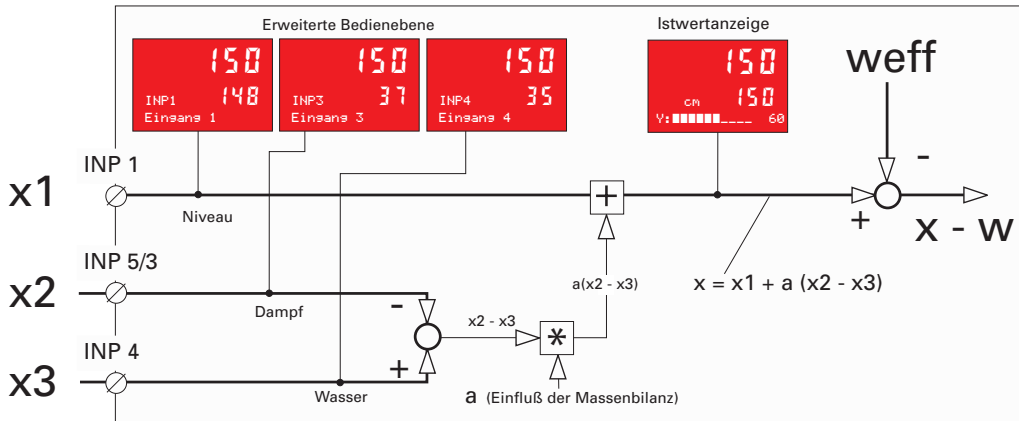 Erweiterte Bedienebene
Istwertanzeige
150
INP1 148
Eingang 1
150
INP3 37
Eingang 3
150
INP4 35
Eingang 4
150
cm 150
Y: ____ 60
weff
-
INP 1
x1
Niveau
+
+
x - w
INP 5/3
x2
Dampf
-
a(x2 - x3)
x = x1 + a (x2 - x3)
x2 - x3
*
INP 4
x3
+
Wasser
a (Einfluß der Massenbilanz)